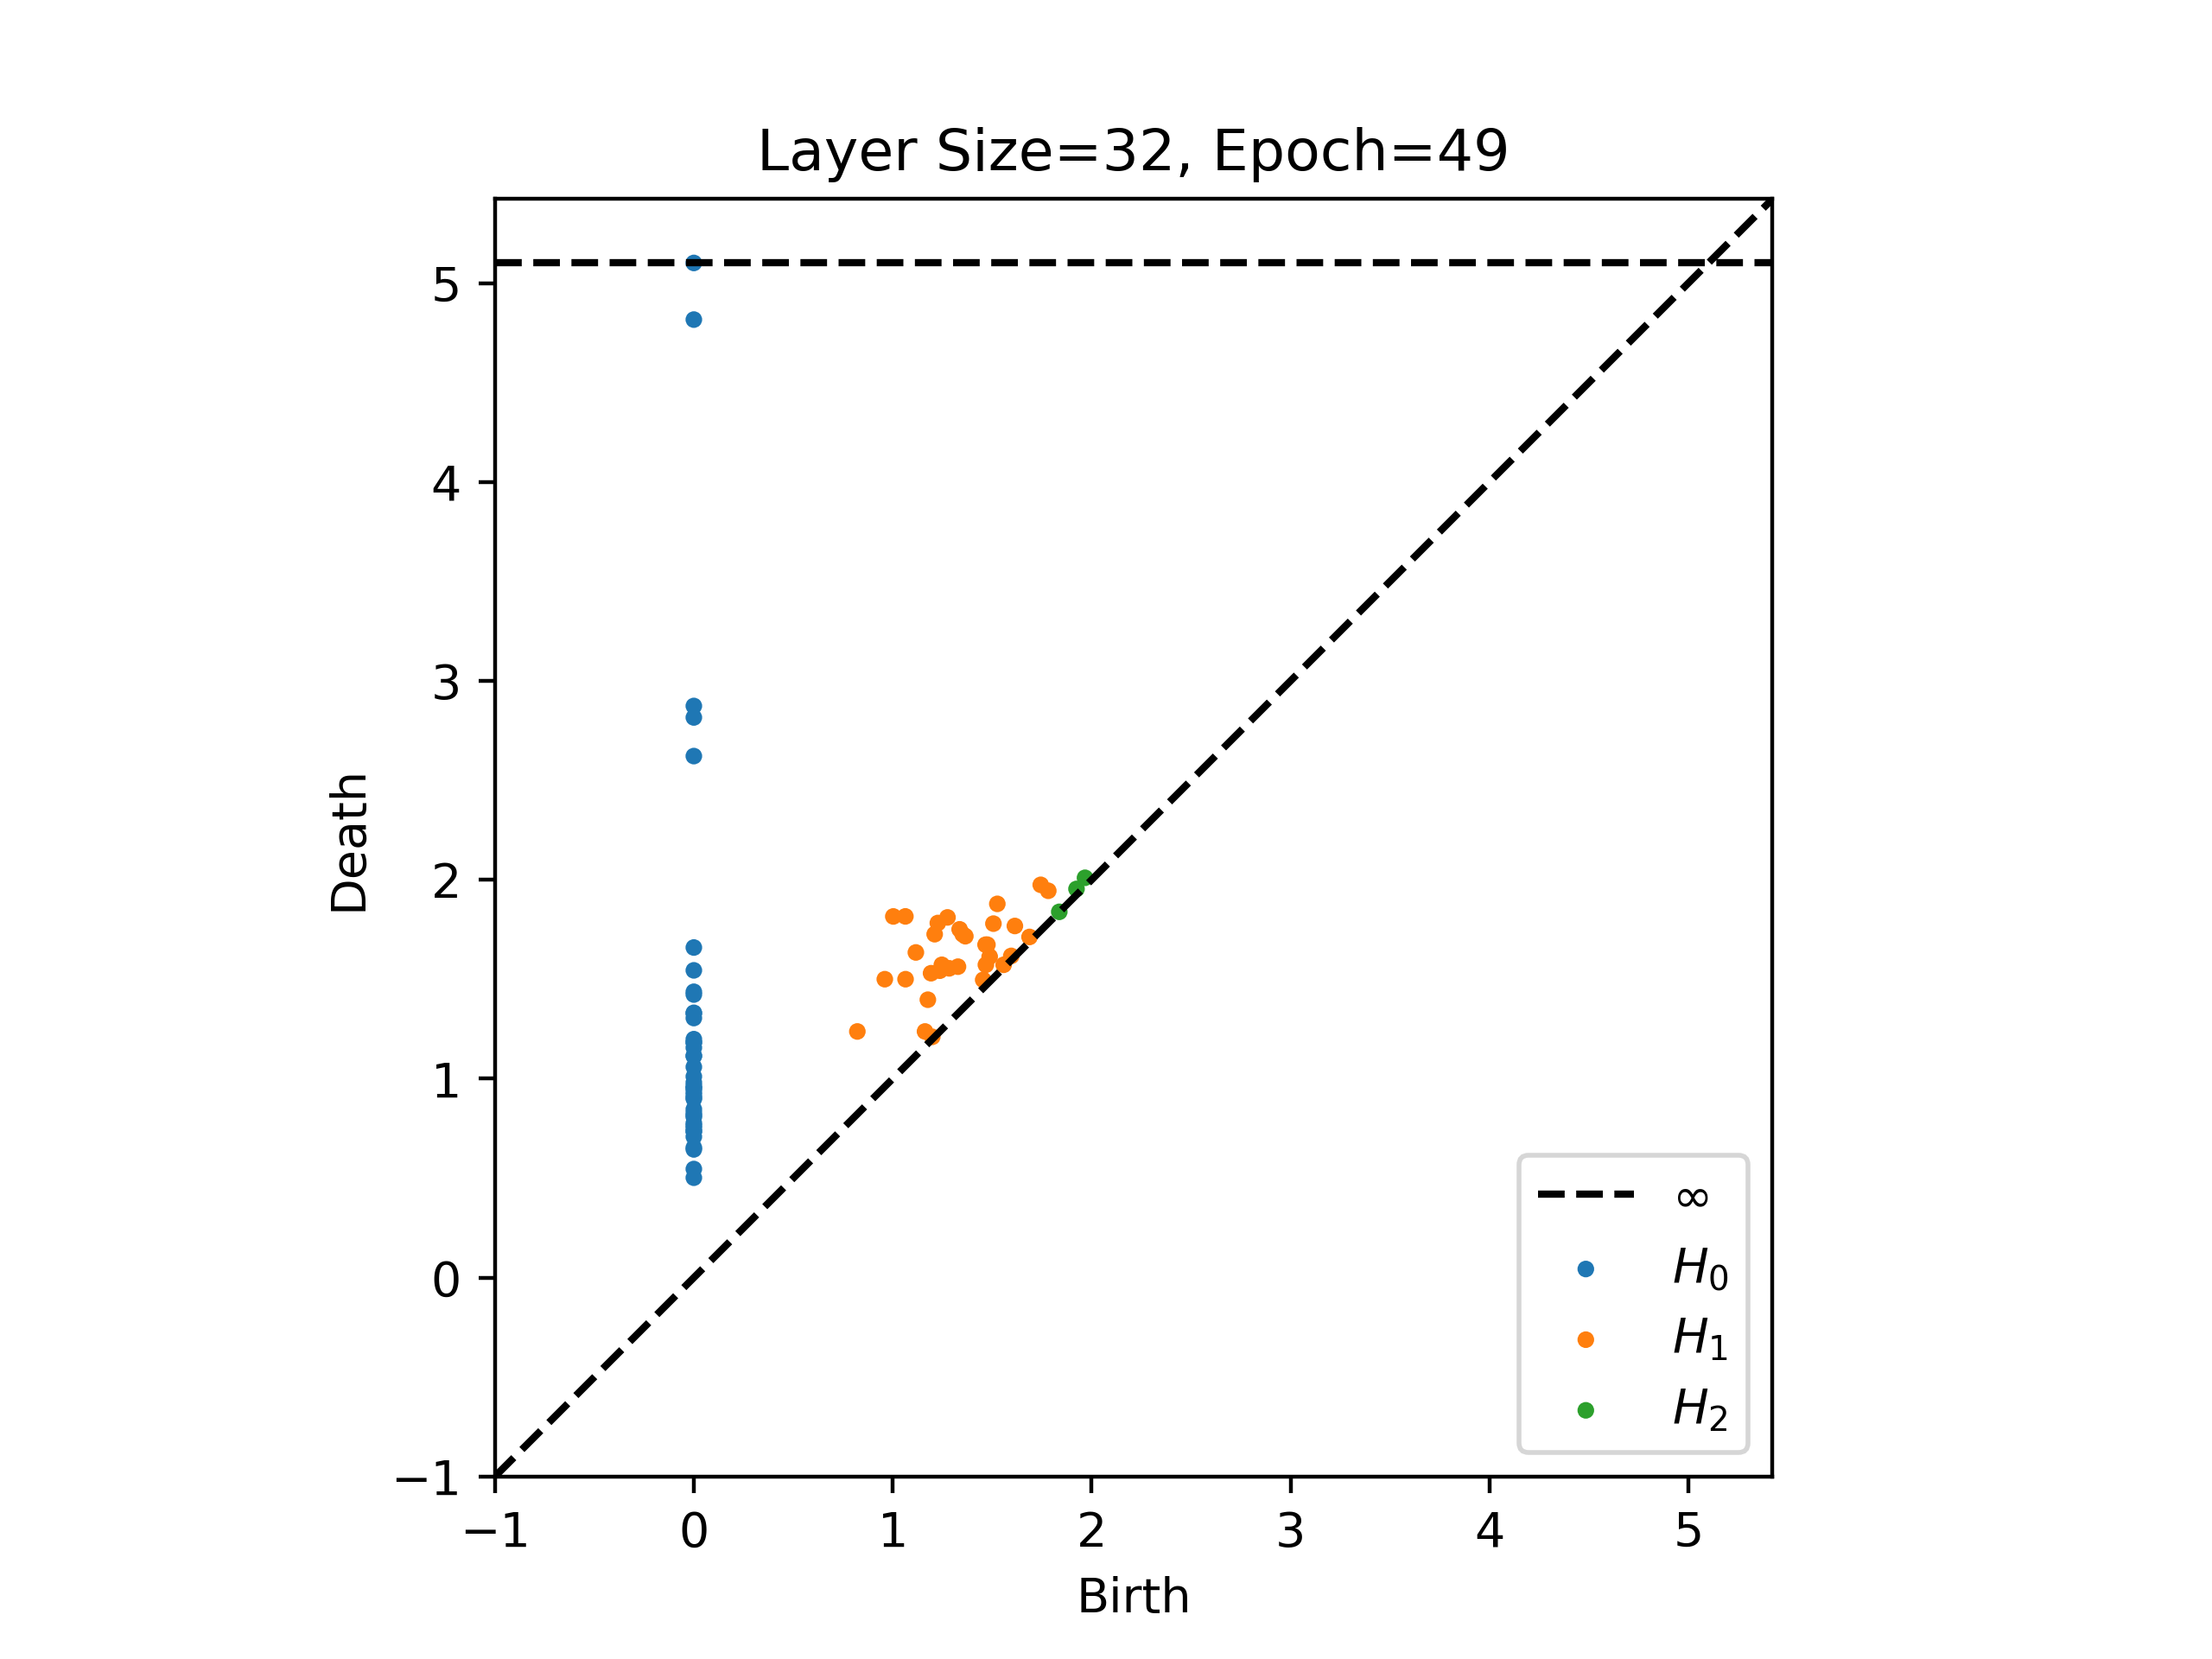 Layer Size=32, Epoch=49
Death
5
4
3
2
1
0
−1
−1 0 1 2 3 4 5
Birth
∞
H₀
H₁
H₂